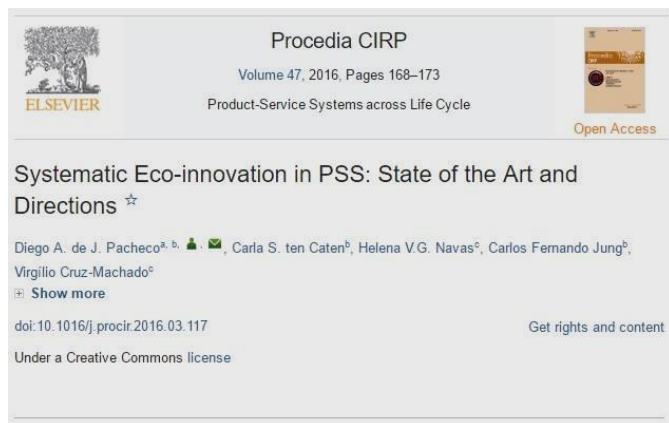 Procedia CIRP
Volume 47, 2016, Pages 168–173
Product-Service Systems across Life Cycle
ELSEVIER
Procedia
CIRP
Open Access
Systematic Eco-innovation in PSS: State of the Art and
Directions ☆
Diego A. de J. Pacheco a, b, , Carla S. ten Caten b, Helena V.G. Navas c, Carlos Fernando Jung b,
Virgílio Cruz-Machado c
Show more
doi:10.1016/j.procir.2016.03.117
Get rights and content
Under a Creative Commons license